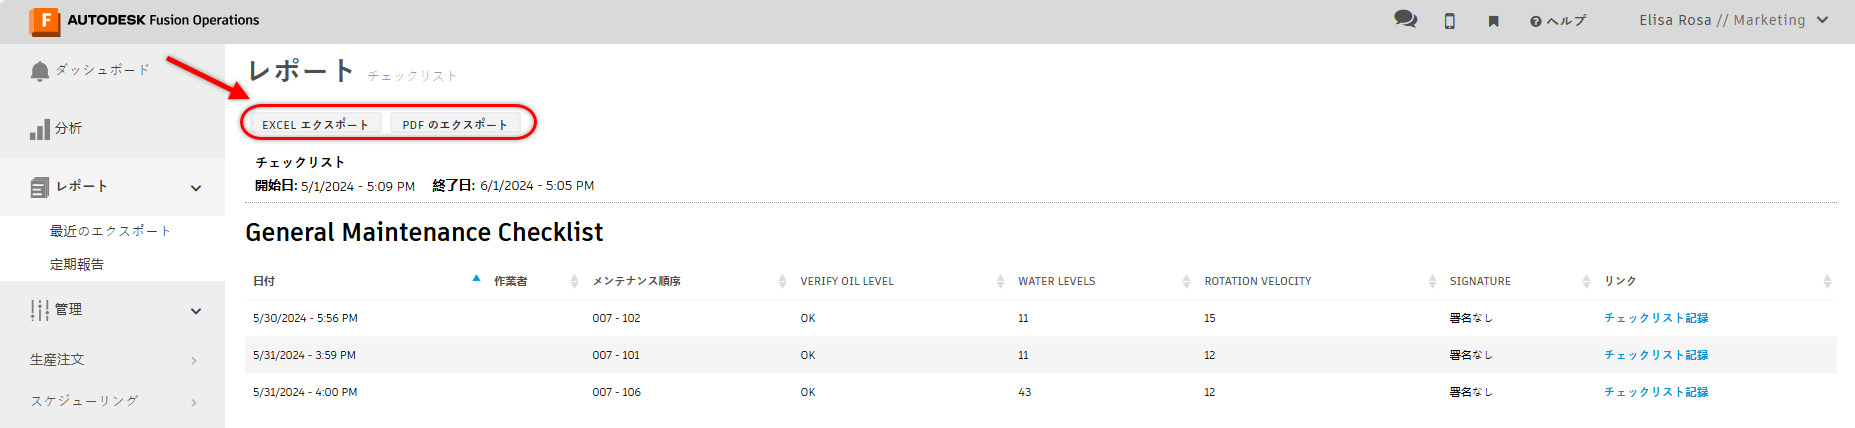 F AUTODESK Fusion Operations
ヘルプ
Elisa Rosa // Marketing
ダッシュボード
分析
レポート
最近のエクスポート
定期報告
管理
生産注文
スケジューリング
レポート チェックリスト
EXCEL エクスポート PDF のエクスポート
チェックリスト
開始日: 5/1/2024 - 5:09 PM 終了日: 6/1/2024 - 5:05 PM
General Maintenance Checklist
日付 作業者 メンテナンス順序 VERIFY OIL LEVEL WATER LEVELS ROTATION VELOCITY SIGNATURE リンク
5/30/2024 - 5:56 PM 007 - 102 OK 11 15 署名なし チェックリスト記録
5/31/2024 - 3:59 PM 007 - 101 OK 11 12 署名なし チェックリスト記録
5/31/2024 - 4:00 PM 007 - 106 OK 43 12 署名なし チェックリスト記録